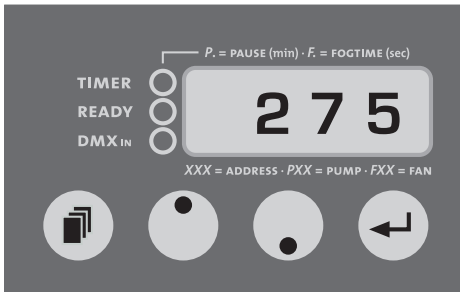 P. = PAUSE (min) · F. = FOGTIME (sec)
TIMER
READY
DMX IN
275
XXX = ADDRESS · PXX = PUMP · FXX = FAN